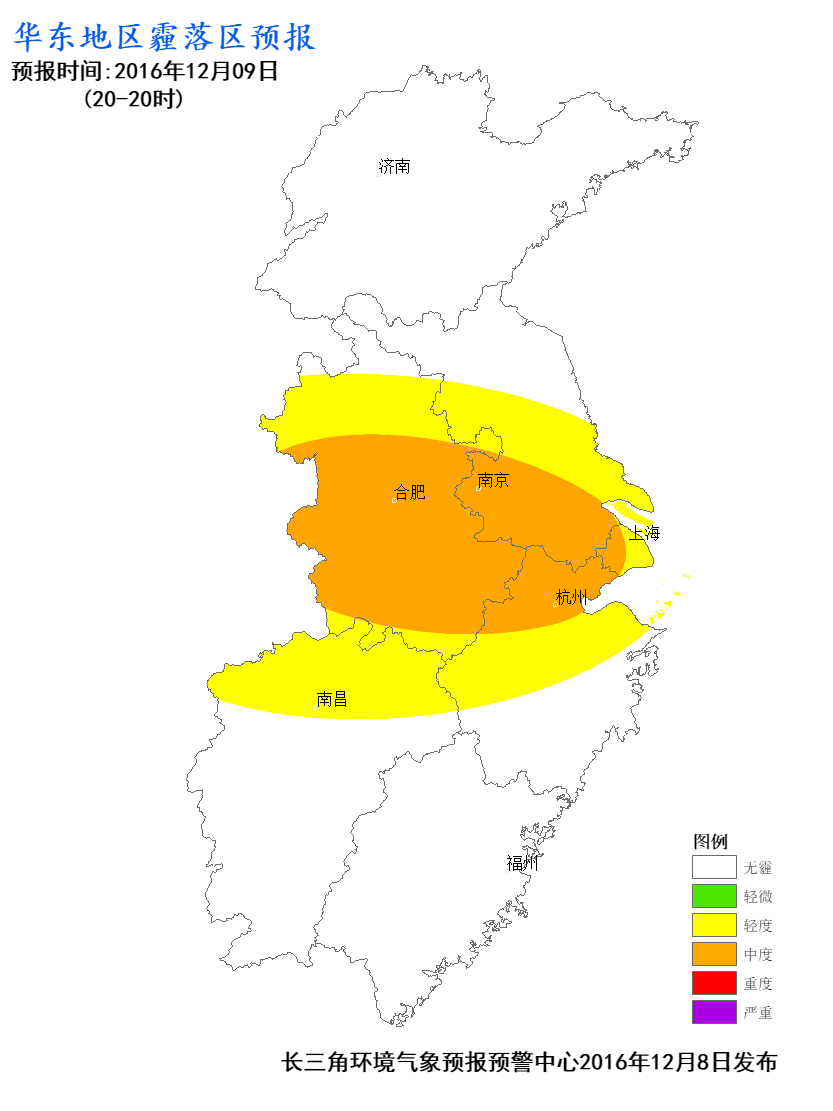 华东地区霾落区预报
预报时间:2016年12月09日
(20-20时)
济南
南京
合肥
上海
杭州
南昌
福州
图例
无霾
轻微
轻度
中度
重度
严重
长三角环境气象预报预警中心2016年12月8日发布